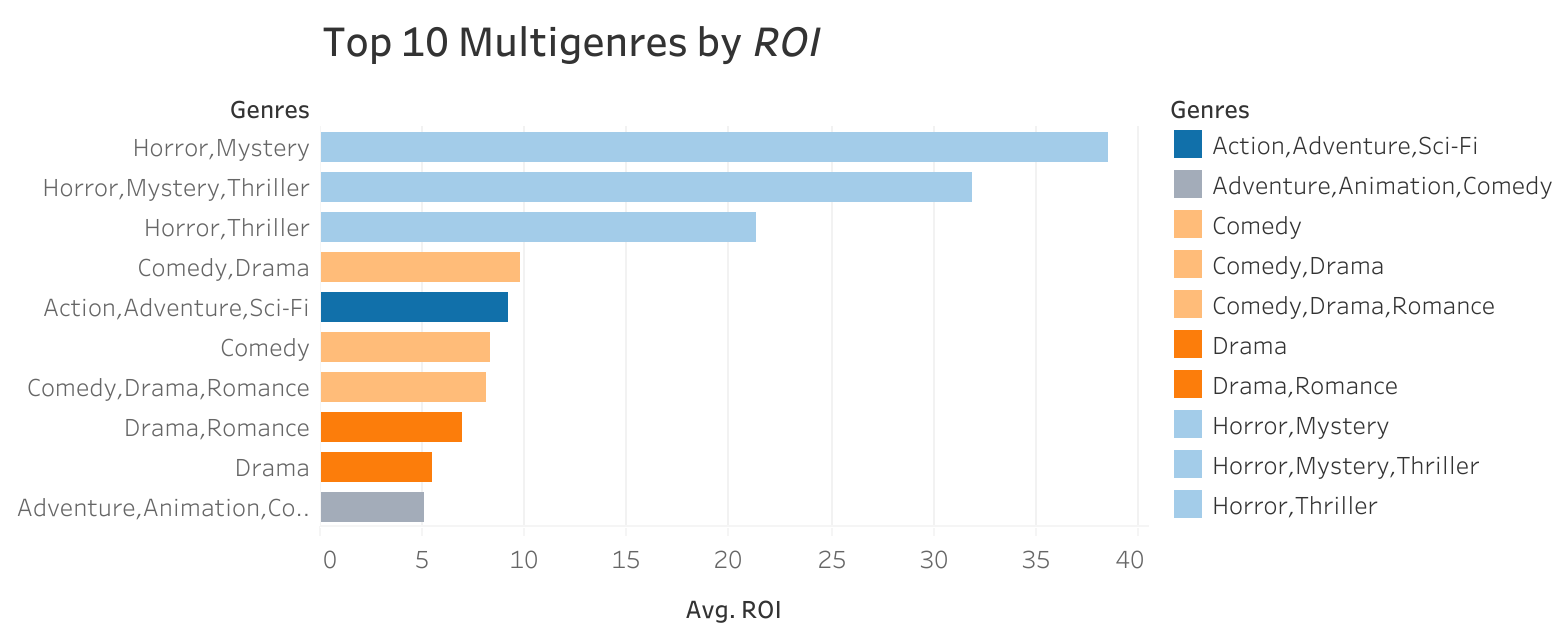 Top 10 Multigenres by ROI
Genres
Horror,Mystery
Horror,Mystery,Thriller
Horror,Thriller
Comedy,Drama
Action,Adventure,Sci-Fi
Comedy
Comedy,Drama,Romance
Drama,Romance
Drama
Adventure,Animation,Co..
0 5 10 15 20 25 30 35 40
Avg. ROI
Genres
Action,Adventure,Sci-Fi
Adventure,Animation,Comedy
Comedy
Comedy,Drama
Comedy,Drama,Romance
Drama
Drama,Romance
Horror,Mystery
Horror,Mystery,Thriller
Horror,Thriller